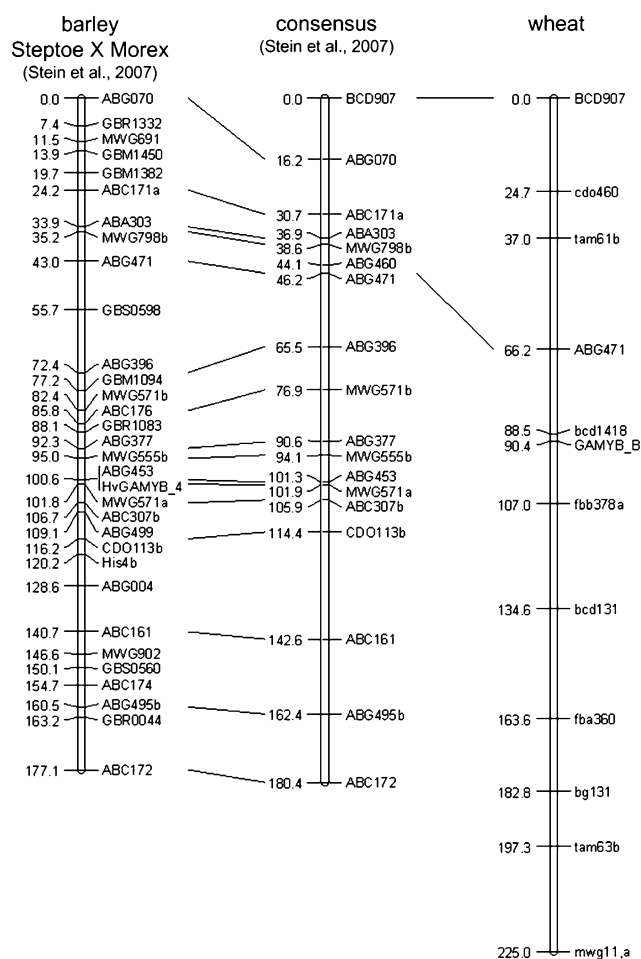 barley
Steptoe X Morex
(Stein et al., 2007)
0.0 ABG070
7.4 GBR1332
11.5 MWG691
13.9 GBM1450
19.7 GBM1382
24.2 ABC171a
33.9 ABA303
35.2 MWG798b
43.0 ABG471
55.7 GBS0598
72.4 ABG396
77.2 GBM1094
82.4 MWG571b
85.8 ABC176
88.1 GBR1083
92.3 ABG377
95.0 MWG555b
ABG453
100.6 HvGAMYB_4
101.8 MWG571a
106.7 ABC307b
109.1 ABG499
116.2 CDO113b
120.2 His4b
128.6 ABG004
140.7 ABC161
146.6 MWG902
150.1 GBS0560
154.7 ABC174
160.5 ABG495b
163.2 GBR0044
177.1 ABC172
consensus
(Stein et al., 2007)
0.0 BCD907
16.2 ABG070
30.7 ABC171a
36.9 ABA303
38.6 MWG798b
44.1 ABG460
46.2 ABG471
65.5 ABG396
76.9 MWG571b
90.6 ABG377
94.1 MWG555b
101.3 ABG453
101.9 MWG571a
105.9 ABC307b
114.4 CDO113b
142.6 ABC161
162.4 ABG495b
180.4 ABC172
wheat
0.0 BCD907
24.7 cdo460
37.0 tam61b
66.2 ABG471
88.5 bcd1418
90.4 GAMYB_B
107.0 fbb378a
134.6 bcd131
163.6 fba360
182.8 bg131
197.3 tam63b
225.0 mwg11,a